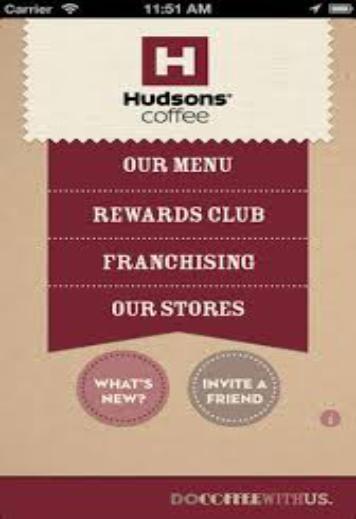 Carrier 11:51 AM
H
Hudsons
coffee
OUR MENU
REWARDS CLUB
FRANCHISING
OUR STORES
WHAT'S
NEW?
INVITE A
FRIEND
i
DOCOFFEEWITHUS.